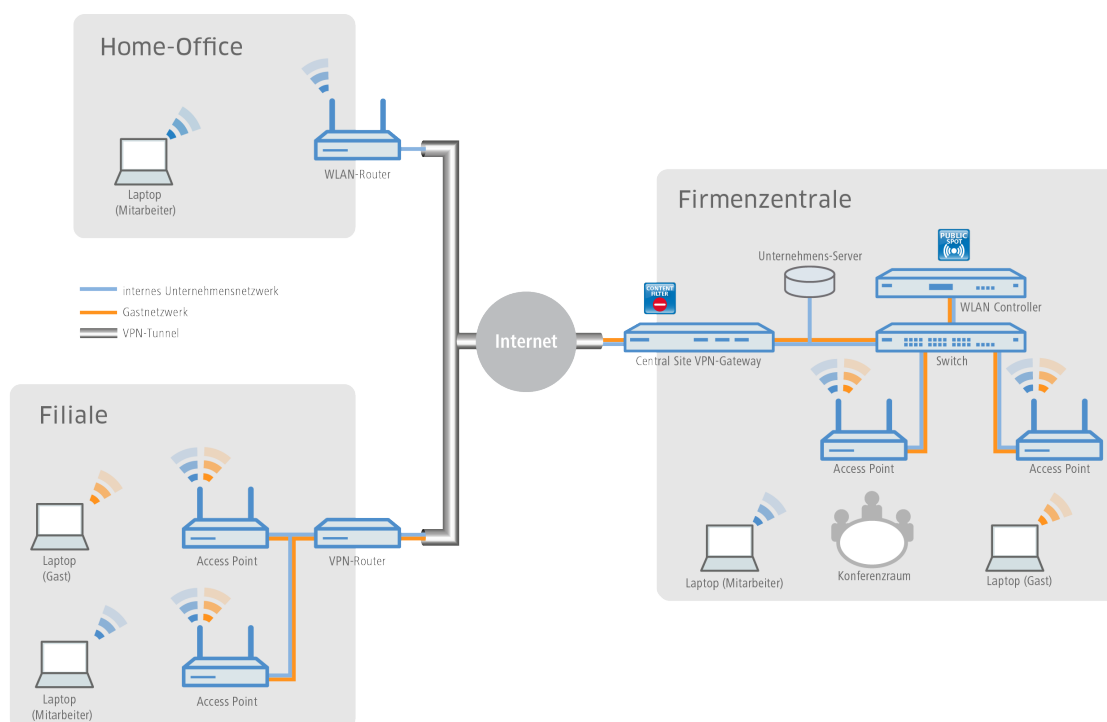 Home-Office
WLAN-Router
Laptop
(Mitarbeiter)
internes Unternehmensnetzwerk
Gastnetzwerk
VPN-Tunnel
Internet
Filiale
Laptop
(Gast)
Access Point
VPN-Router
Laptop
(Mitarbeiter)
Access Point
Firmenzentrale
PUBLIC
SPOT
Unternehmens-Server
CONTENT
FILTER
WLAN Controller
Central Site VPN-Gateway
Switch
Access Point
Access Point
Laptop (Mitarbeiter)
Konferenzraum
Laptop (Gast)